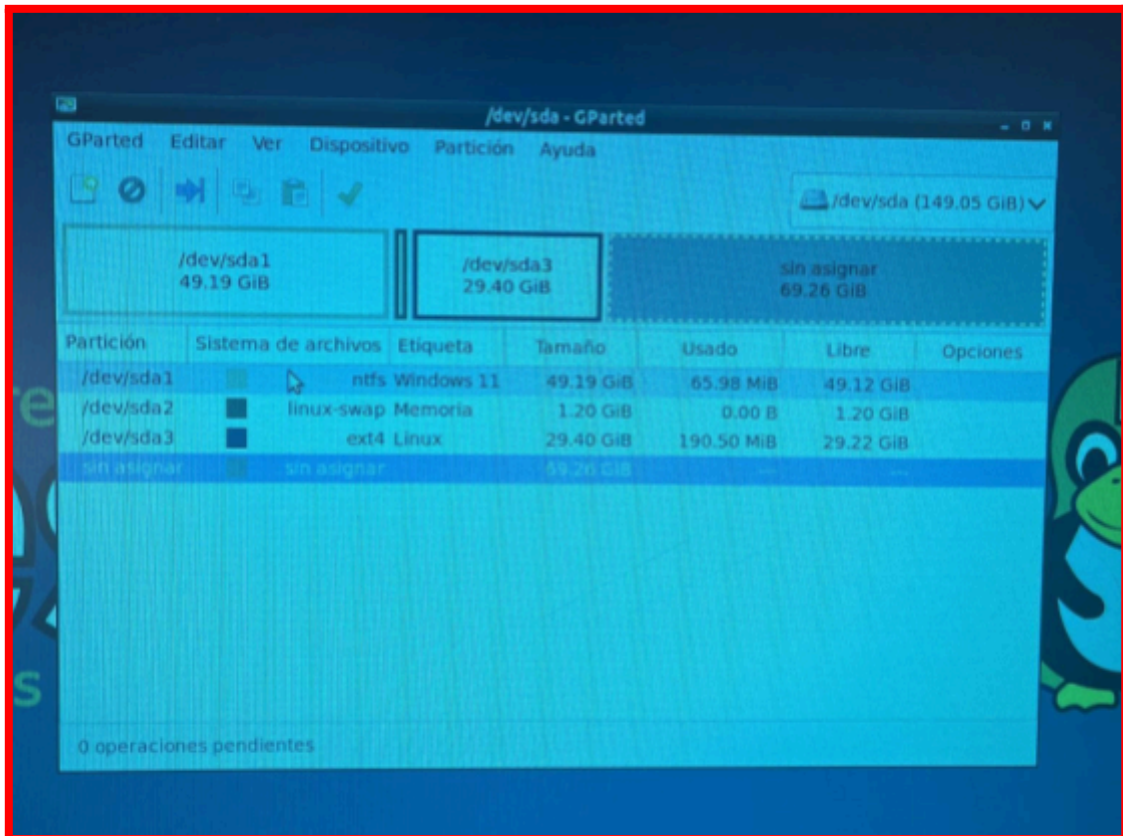 /dev/sda - GParted
GParted Editar Ver Dispositivo Partición Ayuda
/dev/sda (149.05 GiB)
/dev/sda1
49.19 GiB
/dev/sda3
29.40 GiB
sin asignar
69.26 GiB
Partición Sistema de archivos Etiqueta Tamaño Usado Libre Opciones
/dev/sda1 ntfs Windows 11 49.19 GiB 65.98 MiB 49.12 GiB
/dev/sda2 linux-swap Memoria 1.20 GiB 0.00 B 1.20 GiB
/dev/sda3 ext4 Linux 29.40 GiB 190.50 MiB 29.22 GiB
sin asignar sin asignar 69.26 GiB --- ---
0 operaciones pendientes